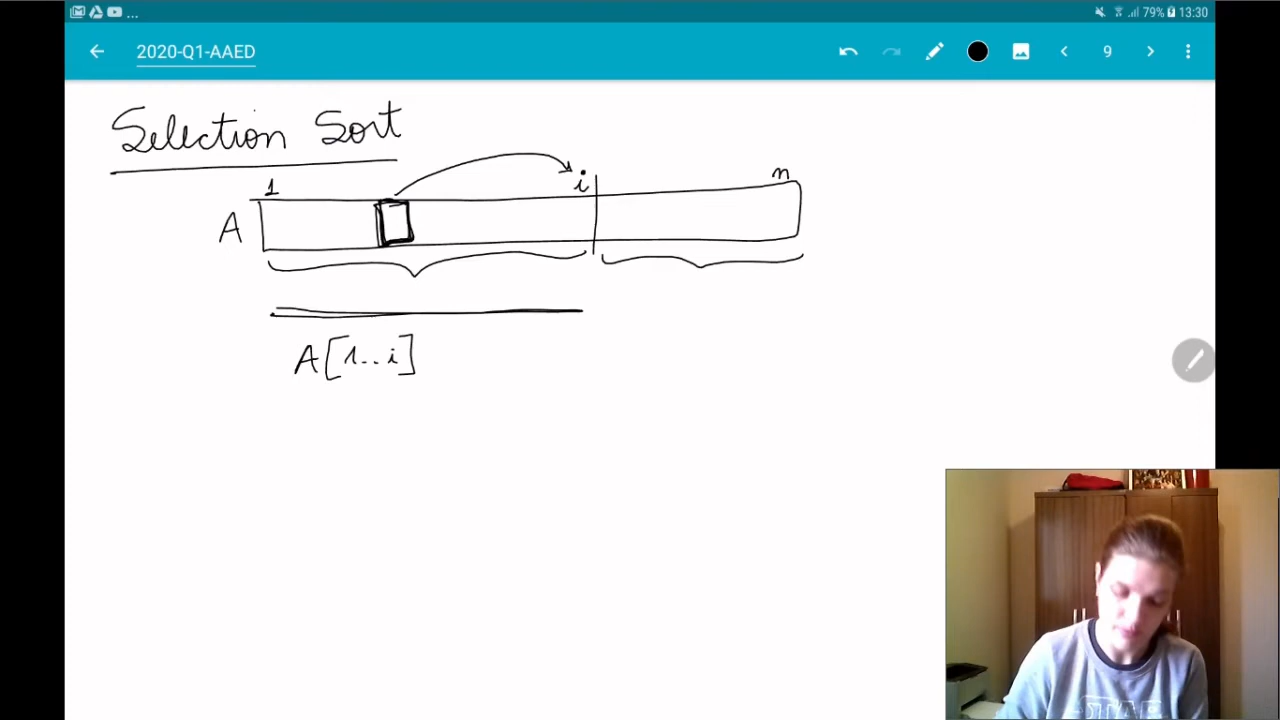 ... 79% 13:30
2020-Q1-AAED
9
Selection Sort
1 i n
A
A[1..i]